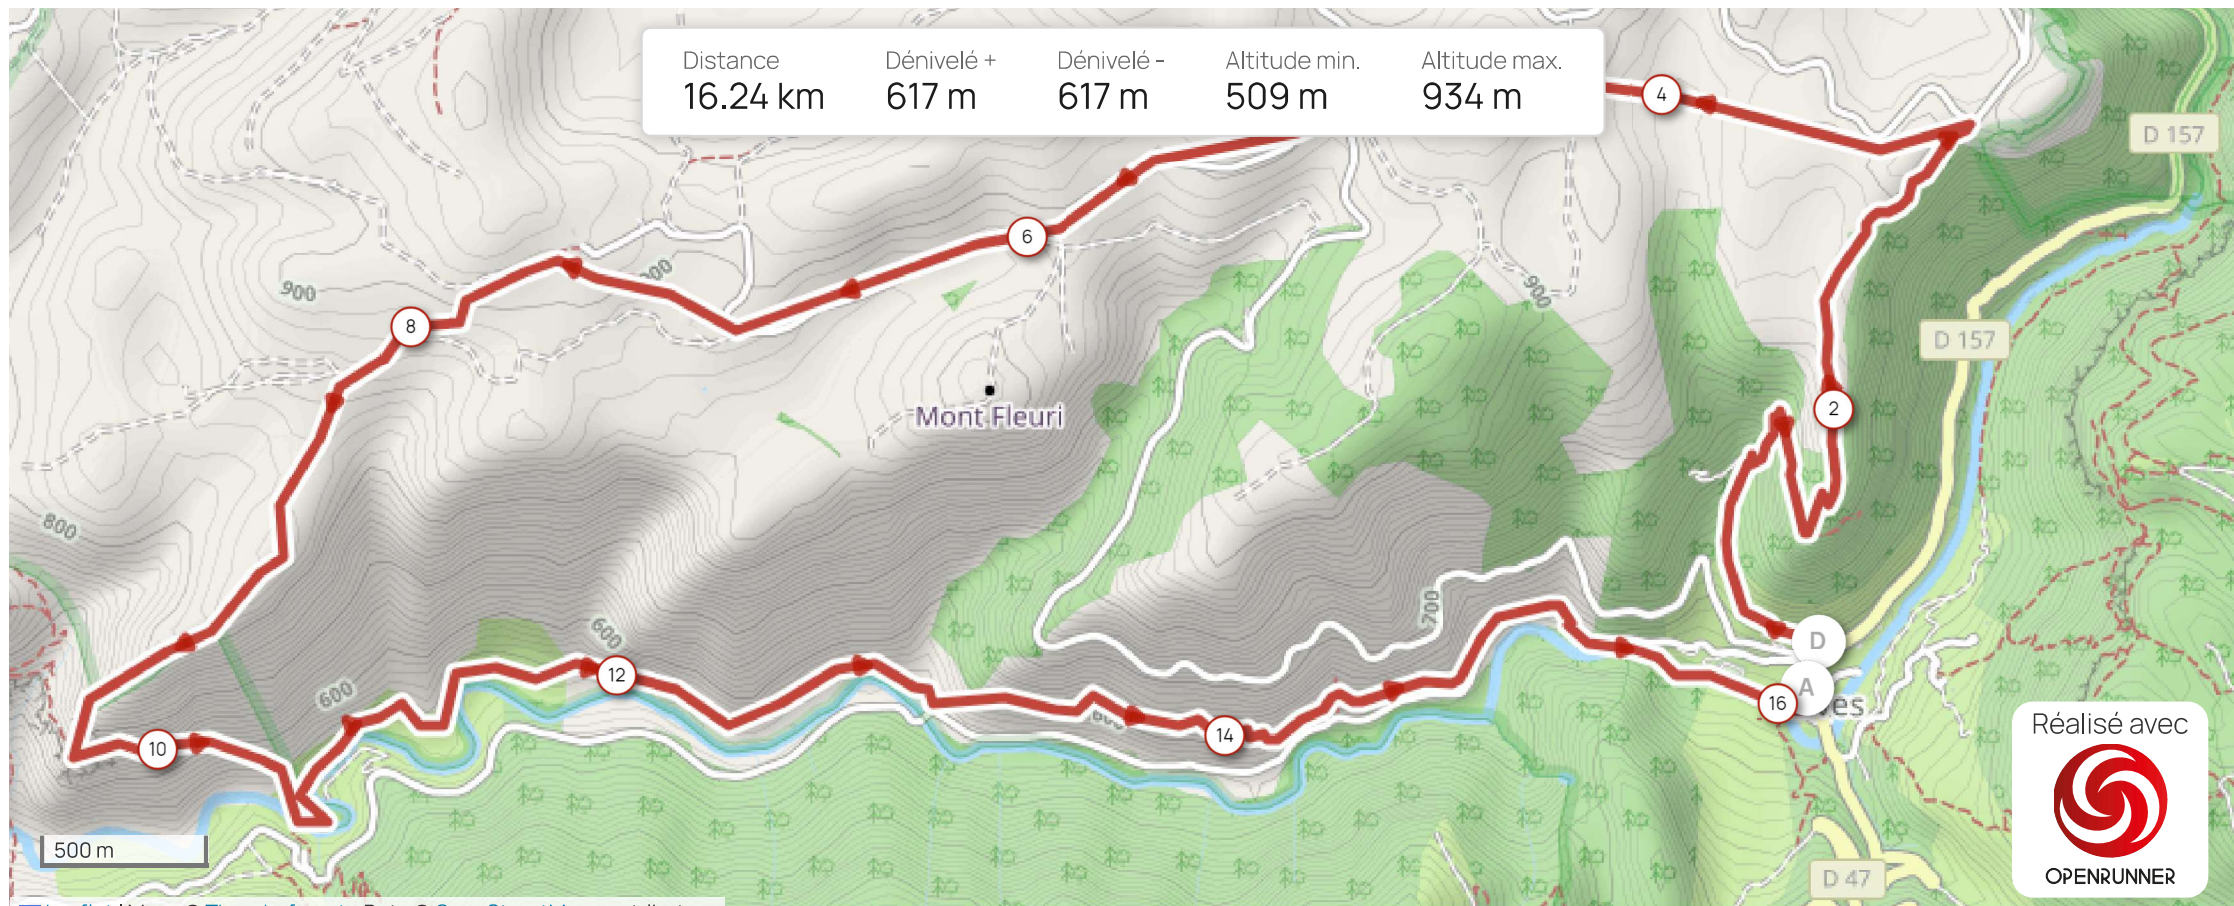 Distance
16.24 km
Dénivelé +
617 m
Dénivelé -
617 m
Altitude min.
509 m
Altitude max.
934 m
4
D 157
6
900
900
900
8
D 157
2
Mont Fleuri
800
700
600
600
D
12
A
16
14
10
Réalisé avec
OPENRUNNER
500 m
D 47